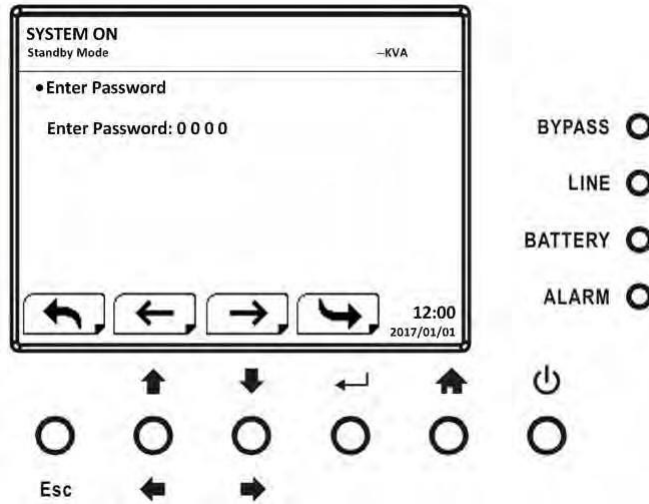 SYSTEM ON
Standby Mode
–KVA
•Enter Password
Enter Password: 0 0 0 0
12:00
2017/01/01
BYPASS
LINE
BATTERY
ALARM
Esc